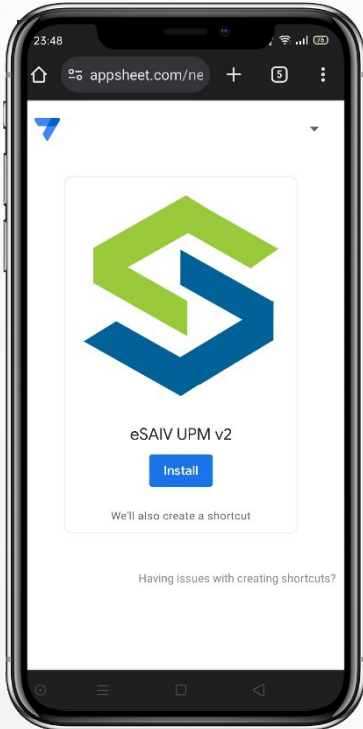 23:48
76
appsheet.com/ne
5
eSAIV UPM v2
Install
We'll also create a shortcut
Having issues with creating shortcuts?